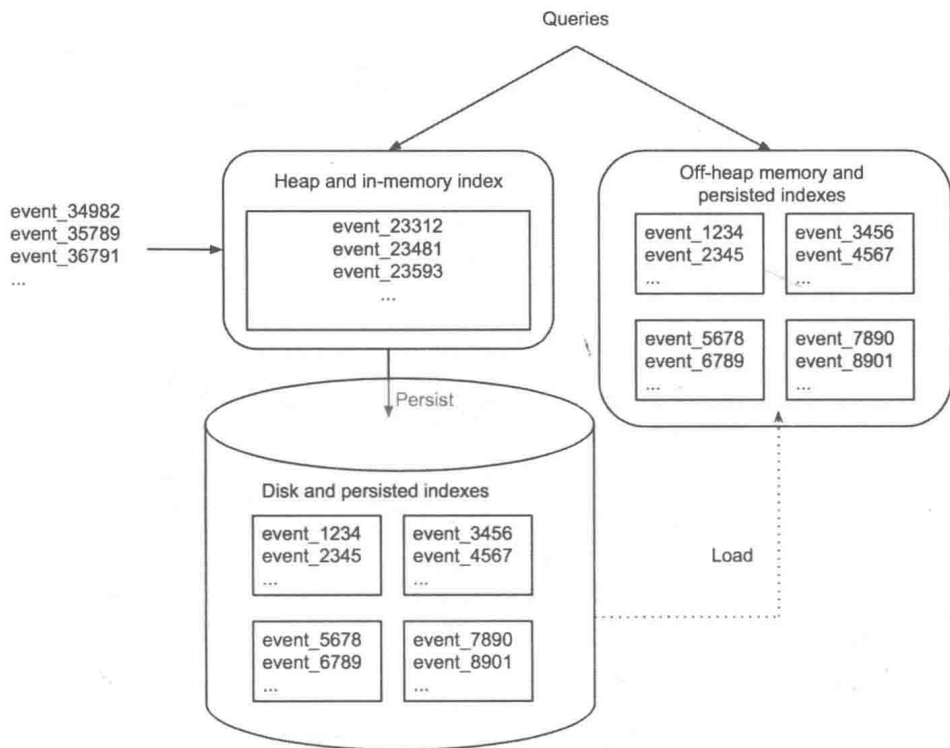 Queries
Heap and in-memory index
event_23312
event_23481
event_23593
...
event_34982
event_35789
event_36791
...
Off-heap memory and
persisted indexes
event_1234
event_2345
...
event_3456
event_4567
...
event_5678
event_6789
...
event_7890
event_8901
...
Persist
Disk and persisted indexes
event_1234
event_2345
...
event_3456
event_4567
...
event_5678
event_6789
...
event_7890
event_8901
...
Load